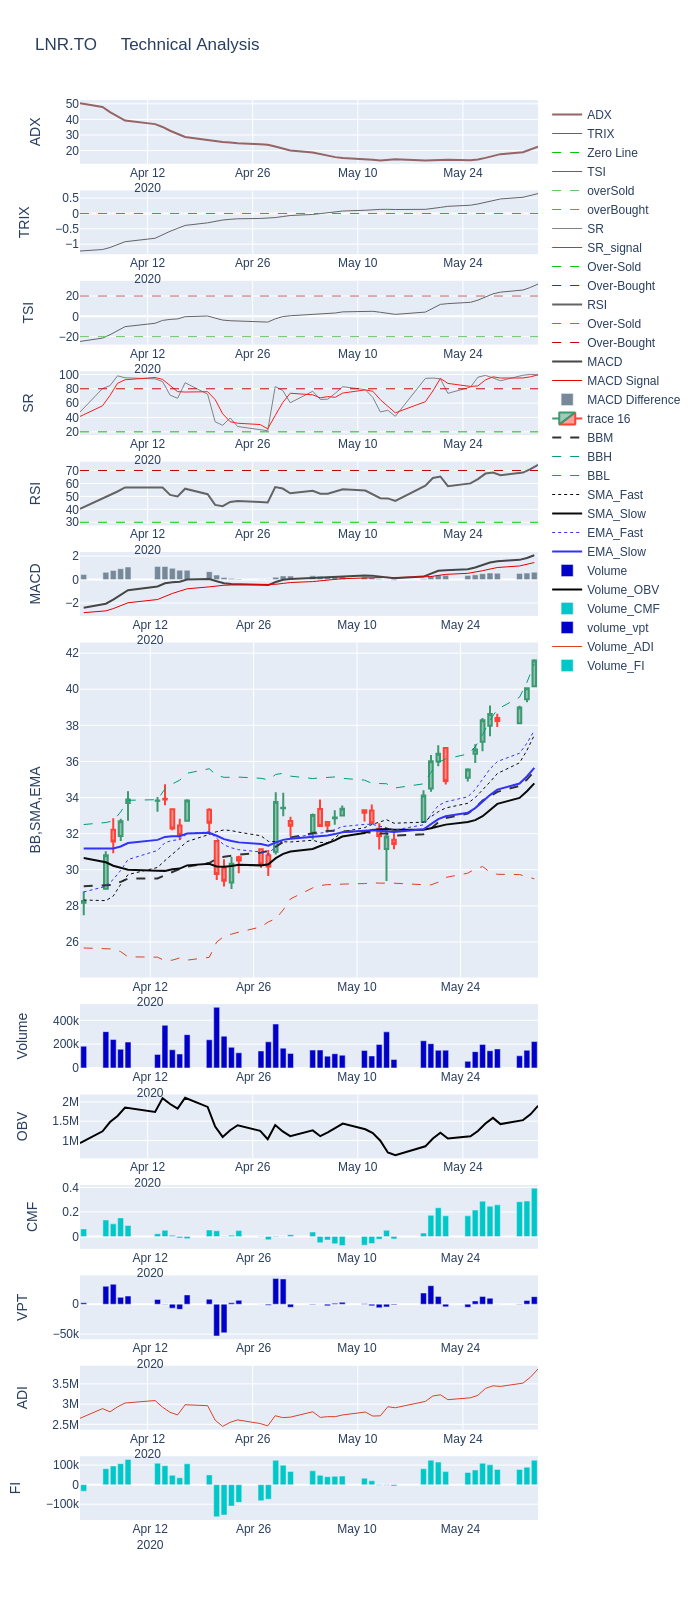 LNR.TO Technical Analysis
ADX
50
40
30
20
Apr 12
2020
Apr 26
May 10
May 24
TRIX
0.5
0
−0.5
−1
Apr 12
2020
Apr 26
May 10
May 24
TSI
20
0
−20
Apr 12
2020
Apr 26
May 10
May 24
SR
100
80
60
40
20
Apr 12
2020
Apr 26
May 10
May 24
RSI
70
60
50
40
30
Apr 12
2020
Apr 26
May 10
May 24
MACD
2
0
−2
Apr 12
2020
Apr 26
May 10
May 24
BB,SMA,EMA
42
40
38
36
34
32
30
28
26
Apr 12
2020
Apr 26
May 10
May 24
Volume
400k
200k
0
Apr 12
2020
Apr 26
May 10
May 24
OBV
2M
1.5M
1M
Apr 12
2020
Apr 26
May 10
May 24
CMF
0.4
0.2
0
Apr 12
2020
Apr 26
May 10
May 24
VPT
0
−50k
Apr 12
2020
Apr 26
May 10
May 24
ADI
3.5M
3M
2.5M
Apr 12
2020
Apr 26
May 10
May 24
FI
100k
0
−100k
Apr 12
2020
Apr 26
May 10
May 24
ADX
TRIX
Zero Line
TSI
overSold
overBought
SR
SR_signal
Over-Sold
Over-Bought
RSI
Over-Sold
Over-Bought
MACD
MACD Signal
MACD Difference
trace 16
BBM
BBH
BBL
SMA_Fast
SMA_Slow
EMA_Fast
EMA_Slow
Volume
Volume_OBV
Volume_CMF
volume_vpt
Volume_ADI
Volume_FI